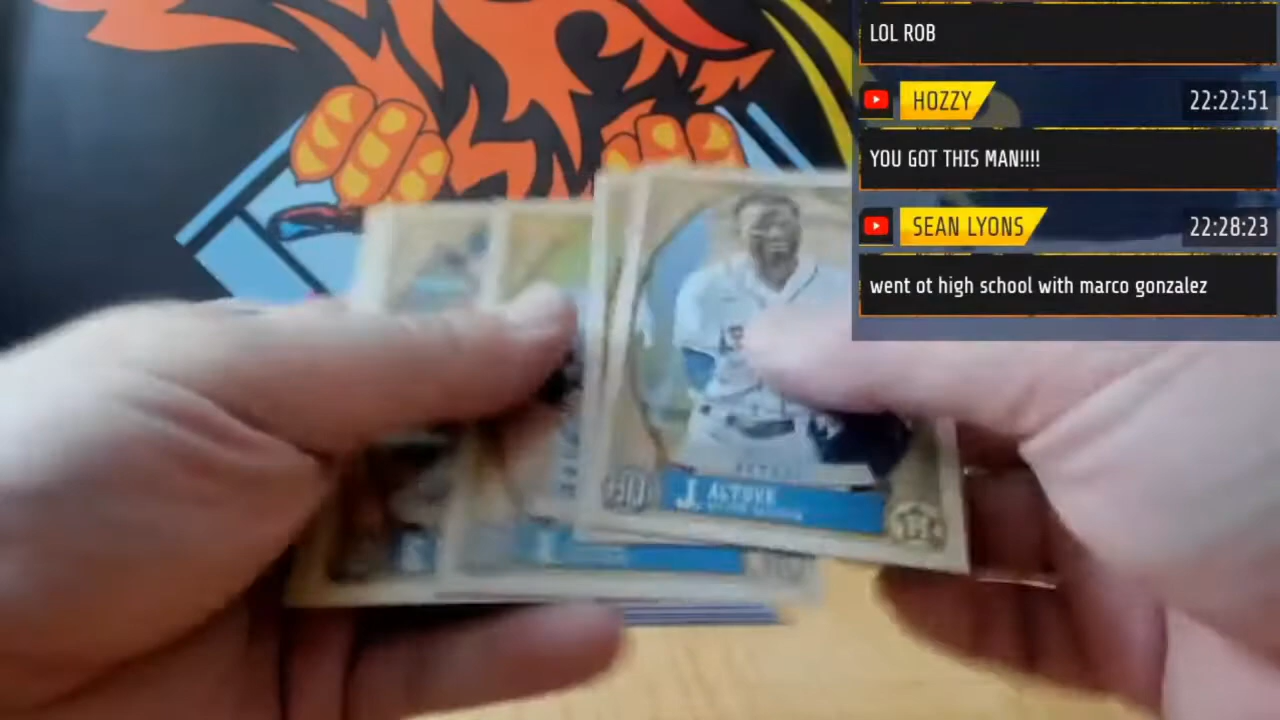 LOL ROB
HOZZY
22:22:51
YOU GOT THIS MAN!!!!
SEAN LYONS
22:28:23
went ot high school with marco gonzalez
J. ALTUVE